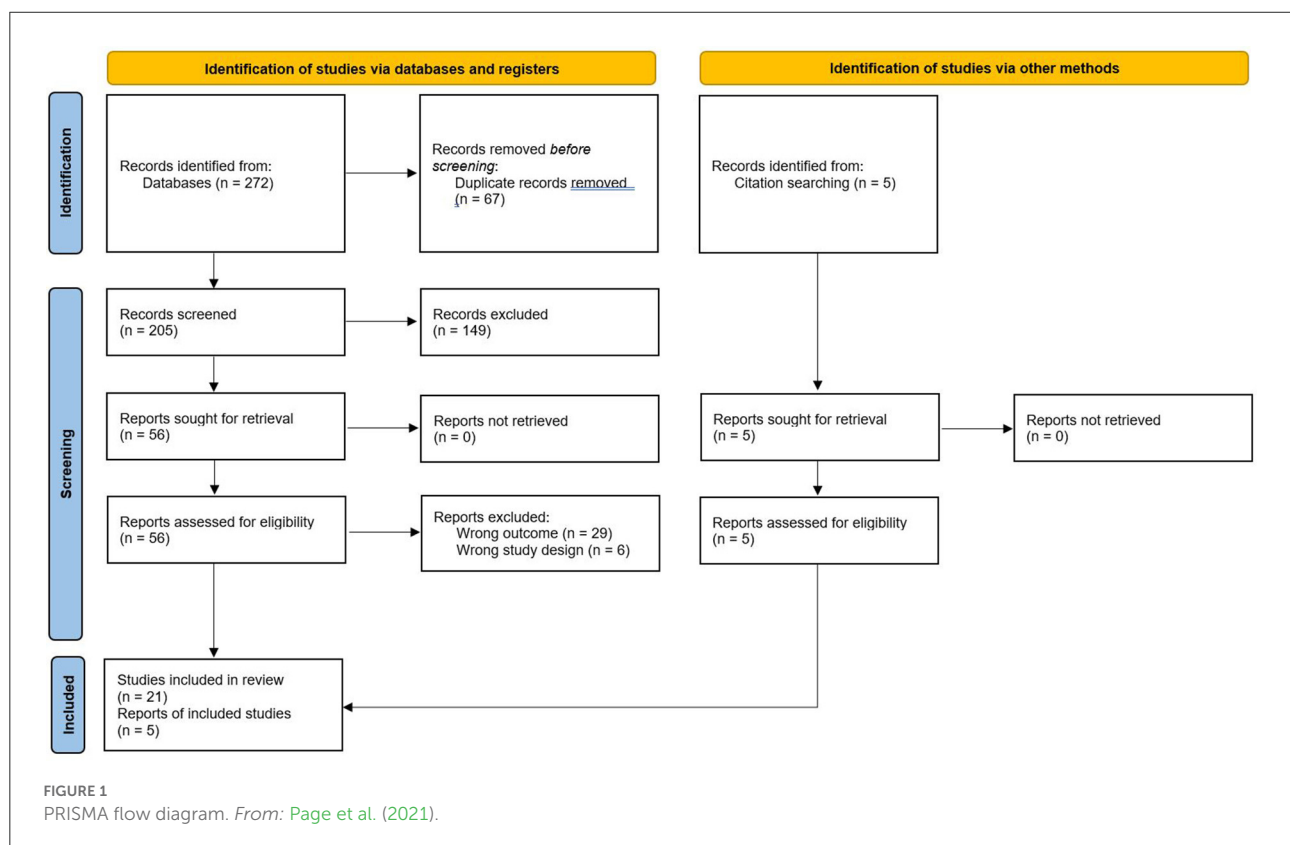 Identification of studies via databases and registers
Identification of studies via other methods
Identification
Records identified from:
Databases (n = 272)
Records removed before
screening:
Duplicate records removed
(n = 67)
Records identified from:
Citation searching (n = 5)
Screening
Records screened
(n = 205)
Records excluded
(n = 149)
Reports sought for retrieval
(n = 56)
Reports not retrieved
(n = 0)
Reports sought for retrieval
(n = 5)
Reports not retrieved
(n = 0)
Reports assessed for eligibility
(n = 56)
Reports excluded:
Wrong outcome (n = 29)
Wrong study design (n = 6)
Reports assessed for eligibility
(n = 5)
Included
Studies included in review
(n = 21)
Reports of included studies
(n = 5)
FIGURE 1
PRISMA flow diagram. From: Page et al. (2021).